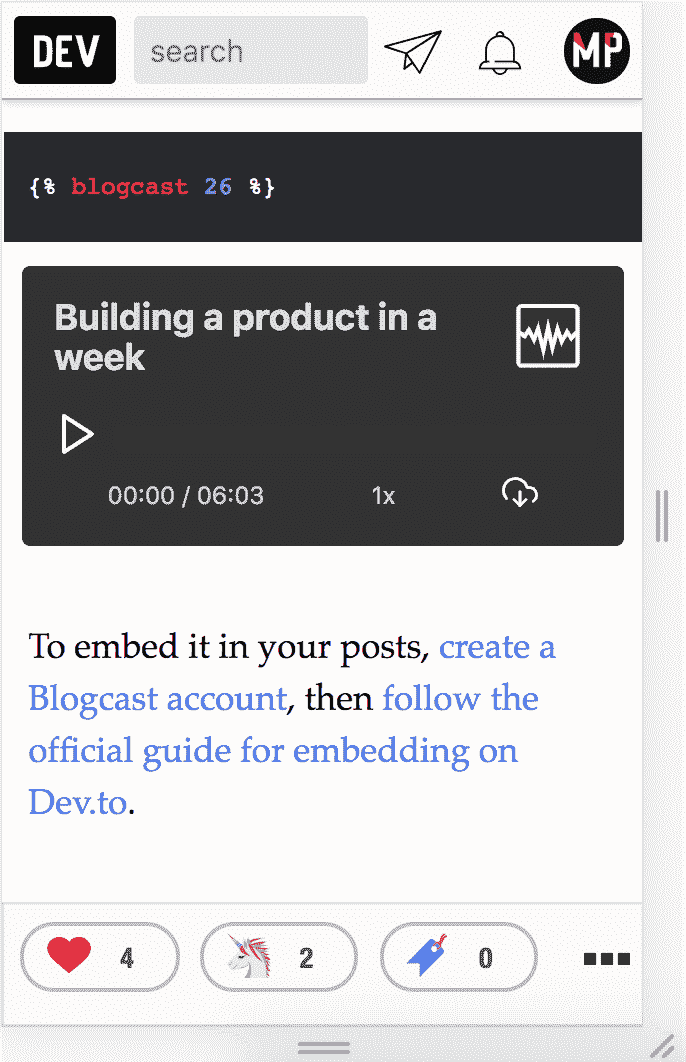 DEV search MP
{% blogcast 26 %}
Building a product in a
week
00:00 / 06:03 1x
To embed it in your posts, create a
Blogcast account, then follow the
official guide for embedding on
Dev.to.
4 2 0